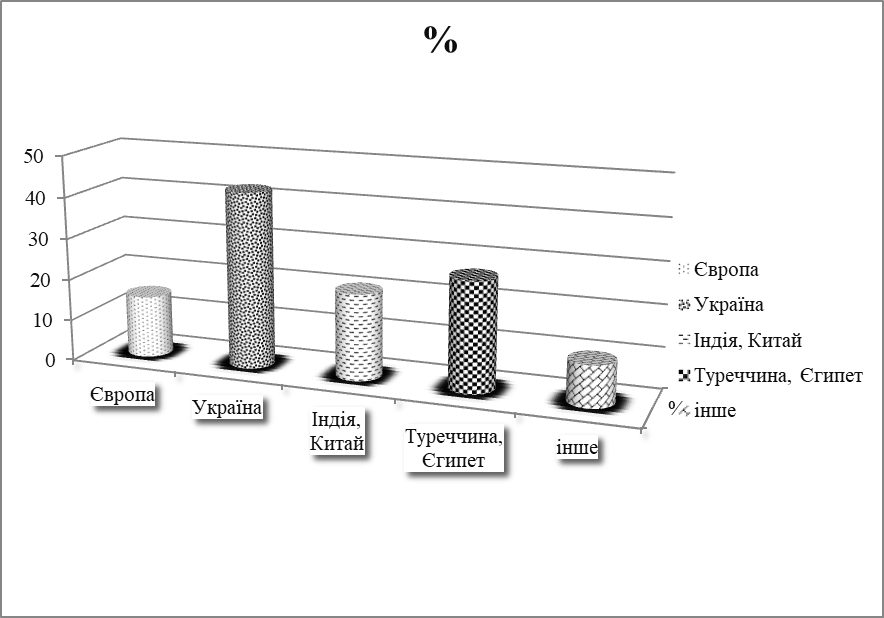 %
50
40
30
20
10
0
Європа
Україна
Індія,
Китай
Туреччина,
Єгипет
інше
%
Європа
Україна
Індія, Китай
Туреччина, Єгипет
інше